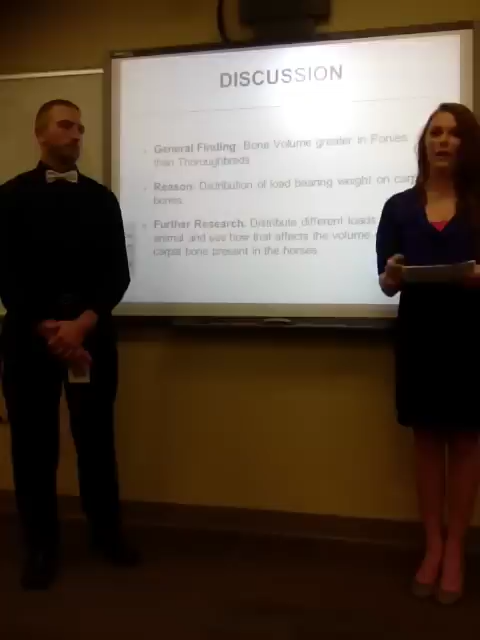 DISCUSSION
General Finding: Bone Volume greater in Ponies
than Thoroughbreds
Reason: Distribution of load bearing weight on
bones.
Further Research: Distribute different loads
animal and see how that affects the volume
carpal bone present in the horses.